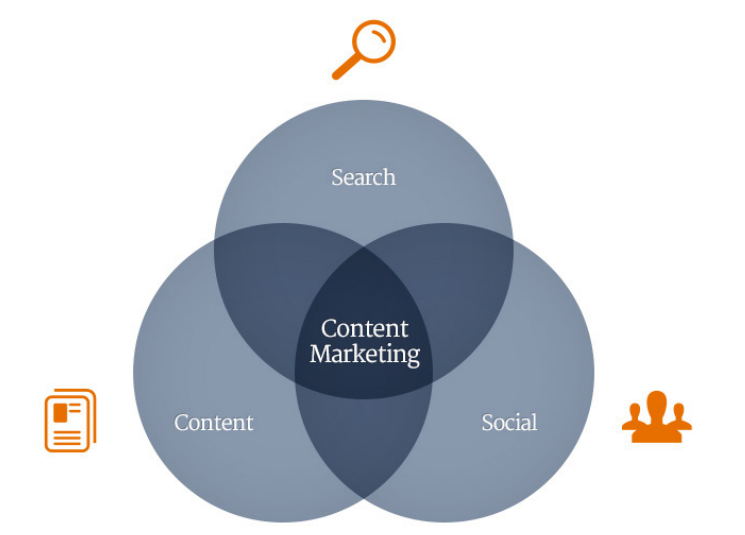 Search
Content
Marketing
Content
Social